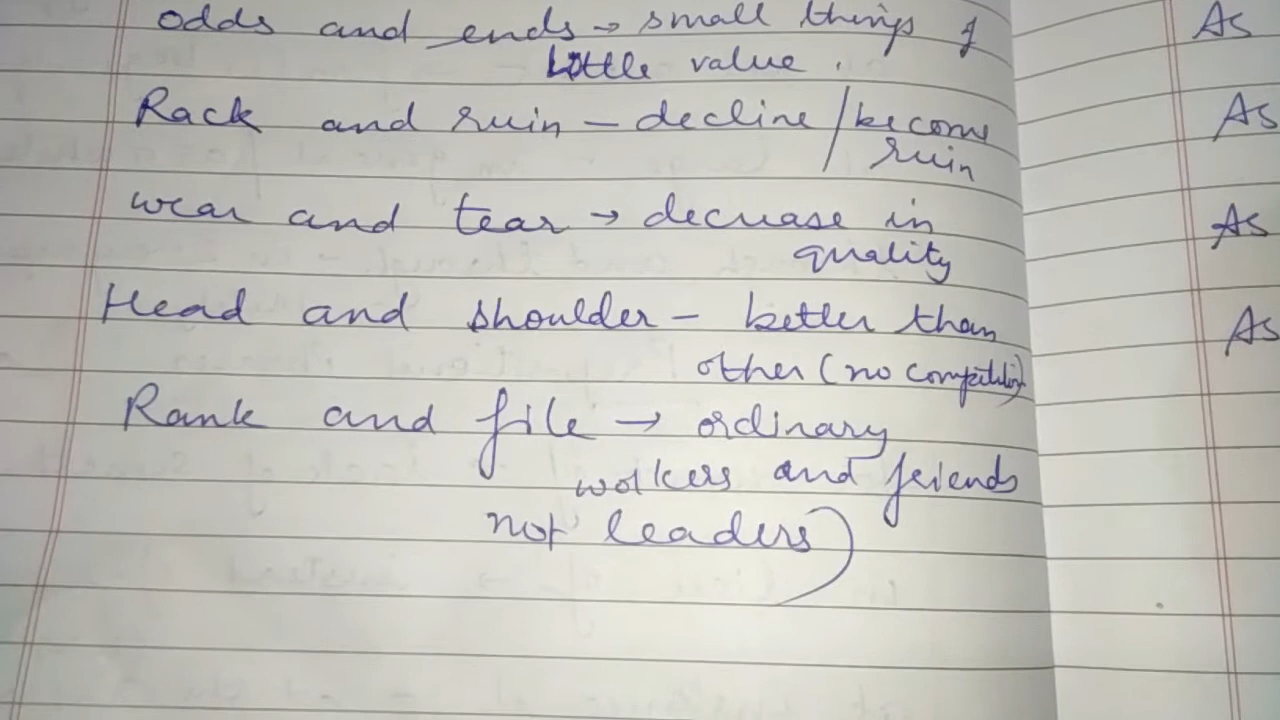 odds and ends → small things of
little value.
Rack and ruin – decline / become
ruin
wear and tear → decrease in
quality
Head and shoulder – better than
other (no competition)
Rank and file → ordinary
workers and friends
not leaders)
As
As
As
As